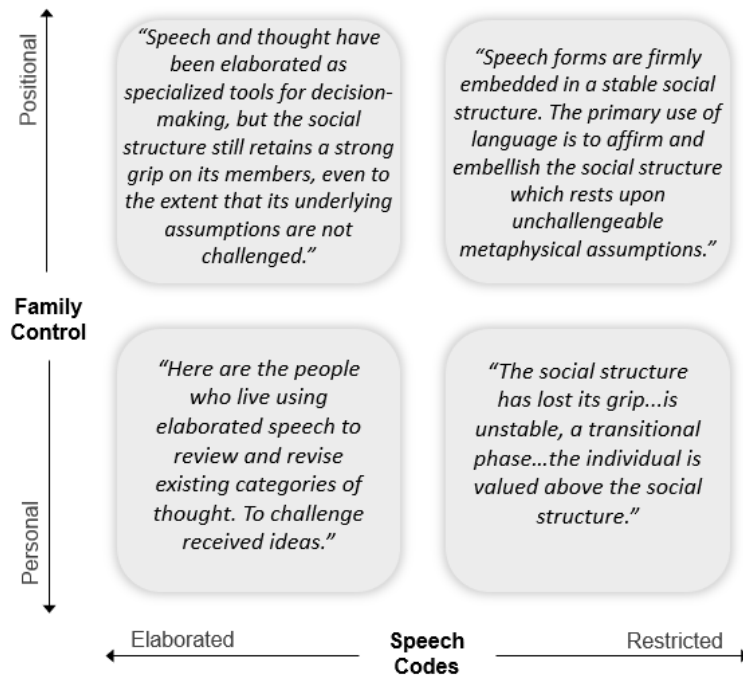 Positional
“Speech and thought have
been elaborated as
specialized tools for decision-
making, but the social
structure still retains a strong
grip on its members, even to
the extent that its underlying
assumptions are not
challenged.”
“Speech forms are firmly
embedded in a stable social
structure. The primary use of
language is to affirm and
embellish the social structure
which rests upon
unchallengeable
metaphysical assumptions.”
Family
Control
Personal
“Here are the people
who live using
elaborated speech to
review and revise
existing categories of
thought. To challenge
received ideas.”
“The social structure
has lost its grip...is
unstable, a transitional
phase...the individual is
valued above the social
structure.”
Elaborated
Speech
Codes
Restricted